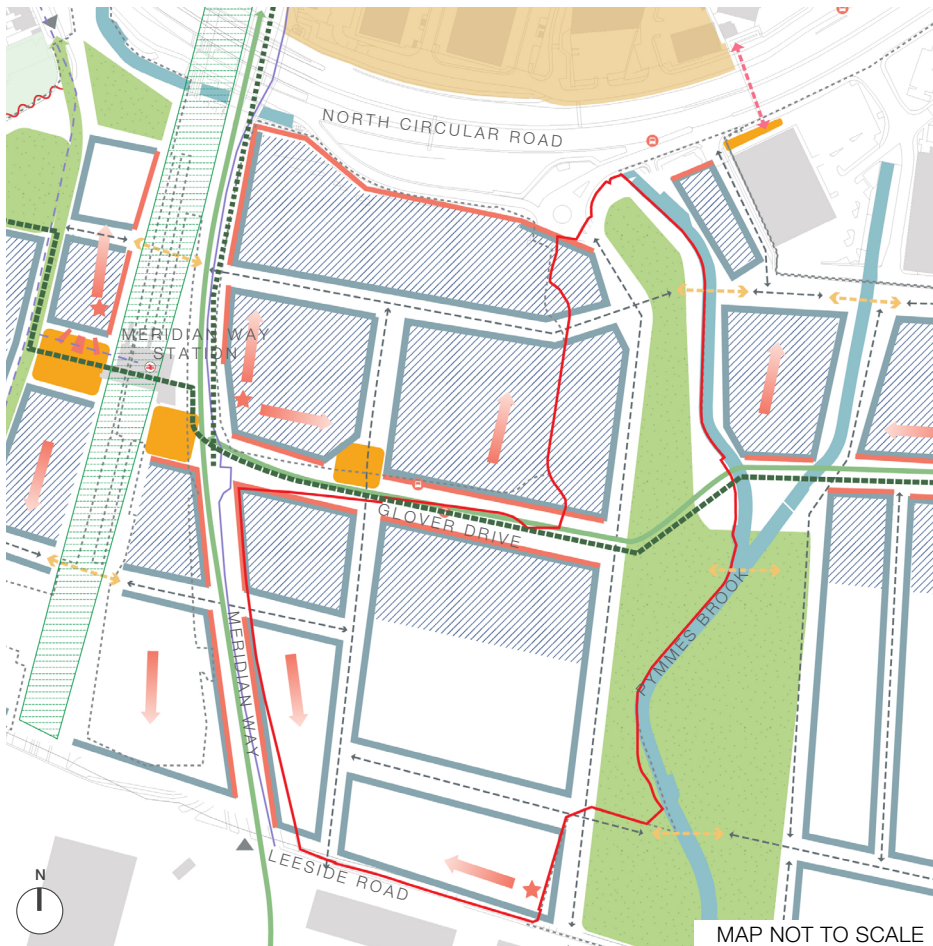 NORTH CIRCULAR ROAD
MERIDIAN WAY
STATION
GLOVER DRIVE
PYMMES BROOK
MERIDIAN WAY
LEESIDE ROAD
N
MAP NOT TO SCALE